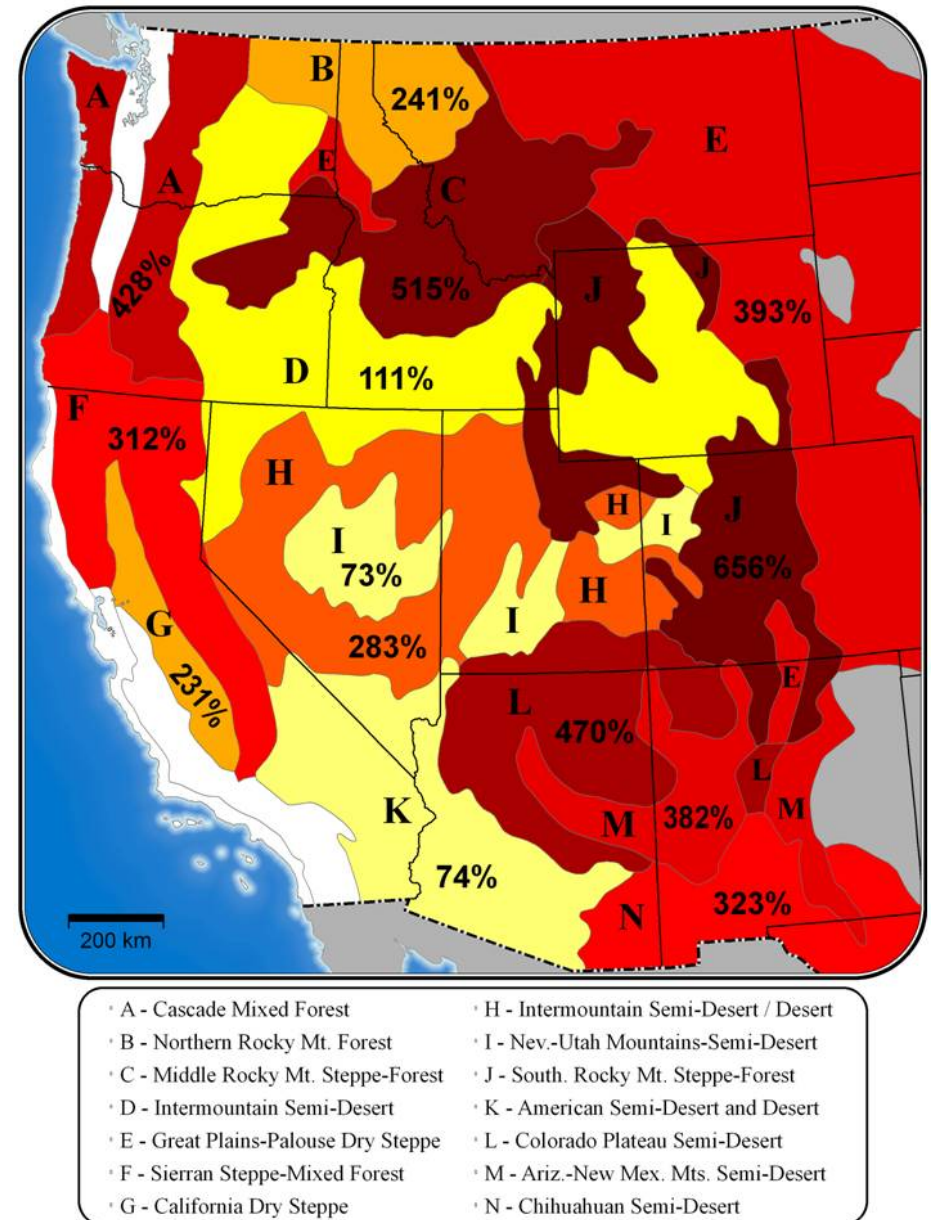 B
241%
A
E
E
A
C
428%
515%
J
J
393%
D
111%
F
312%
H
H
I
J
I
73%
656%
H
G
I
283%
231%
E
L
470%
L
K
M
382%
M
74%
N
323%
200 km
A - Cascade Mixed Forest
B - Northern Rocky Mt. Forest
C - Middle Rocky Mt. Steppe-Forest
D - Intermountain Semi-Desert
E - Great Plains-Palouse Dry Steppe
F - Sierran Steppe-Mixed Forest
G - California Dry Steppe
H - Intermountain Semi-Desert / Desert
I - Nev.-Utah Mountains-Semi-Desert
J - South. Rocky Mt. Steppe-Forest
K - American Semi-Desert and Desert
L - Colorado Plateau Semi-Desert
M - Ariz.-New Mex. Mts. Semi-Desert
N - Chihuahuan Semi-Desert